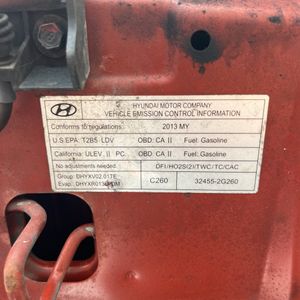 HYUNDAI MOTOR COMPANY
VEHICLE EMISSION CONTROL INFORMATION
Conforms to regulations: 2013 MY
U.S.EPA: T2B5 LDV OBD: CA II Fuel: Gasoline
California: ULEV II PC OBD: CA II Fuel: Gasoline
No adjustments needed. DFI/HO2S(2)/TWC/TC/CAC
Group: DHYXV02.01TE C260 32455-2G260
Evap: